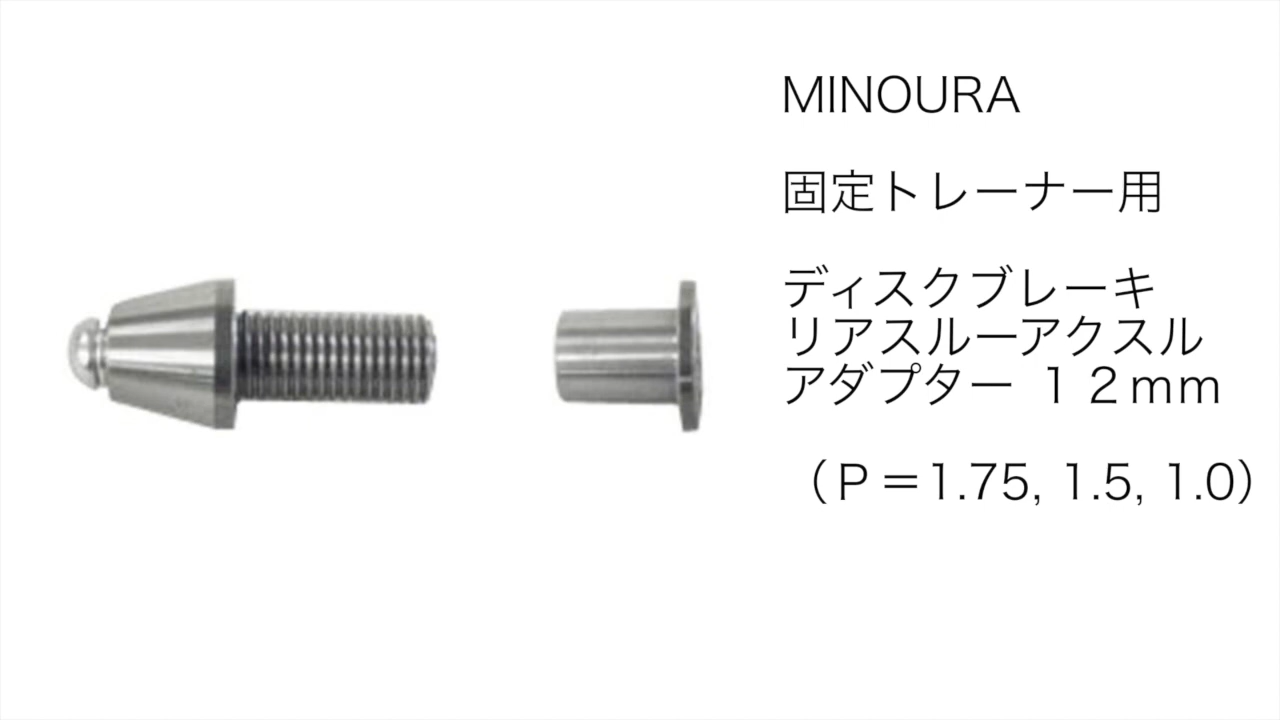 MINOURA
固定トレーナー用
ディスクブレーキ
リアスルーアクスル
アダプター １２ｍｍ
（Ｐ＝1.75, 1.5, 1.0）